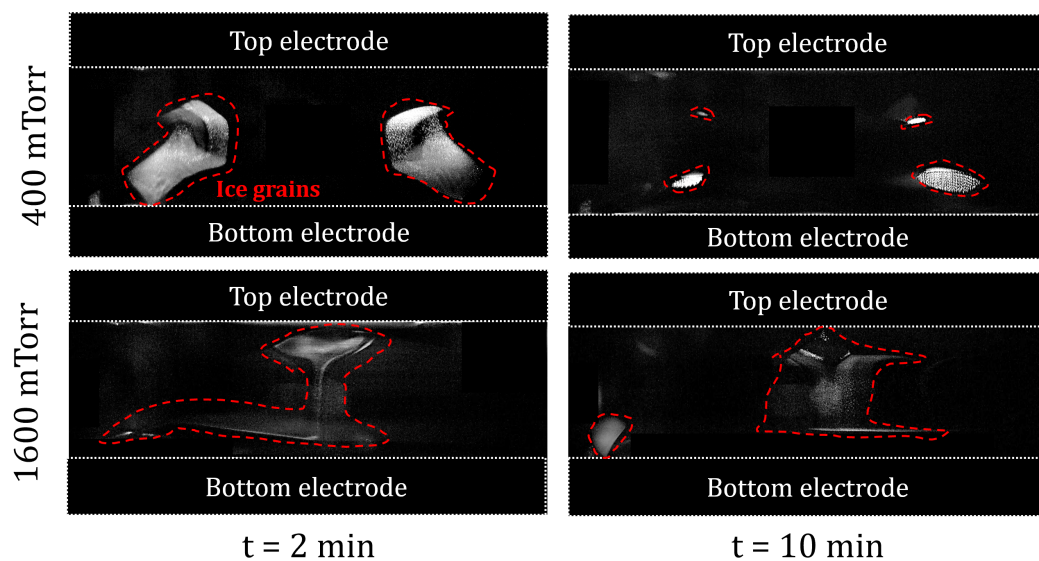 400 mTorr
Top electrode
Ice grains
Bottom electrode
Top electrode
Bottom electrode
1600 mTorr
Top electrode
Bottom electrode
Top electrode
Bottom electrode
t = 2 min
t = 10 min